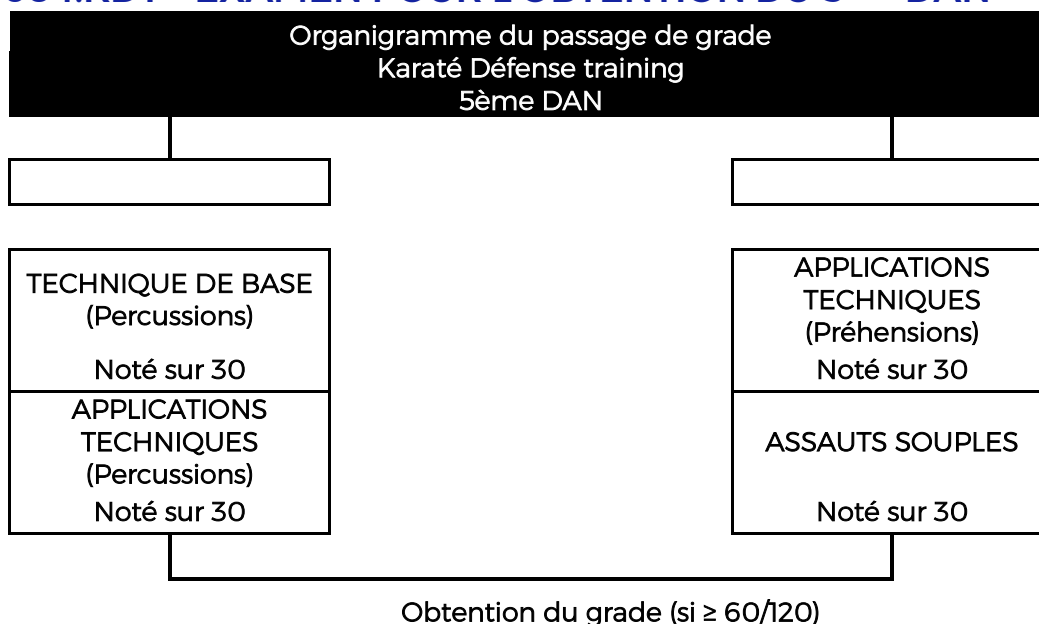 Organigramme du passage de grade
Karaté Défense training
5ème DAN
TECHNIQUE DE BASE
(Percussions)
Noté sur 30
APPLICATIONS
TECHNIQUES
(Percussions)
Noté sur 30
APPLICATIONS
TECHNIQUES
(Préhensions)
Noté sur 30
ASSAUTS SOUPLES
Noté sur 30
Obtention du grade (si ≥ 60/120)